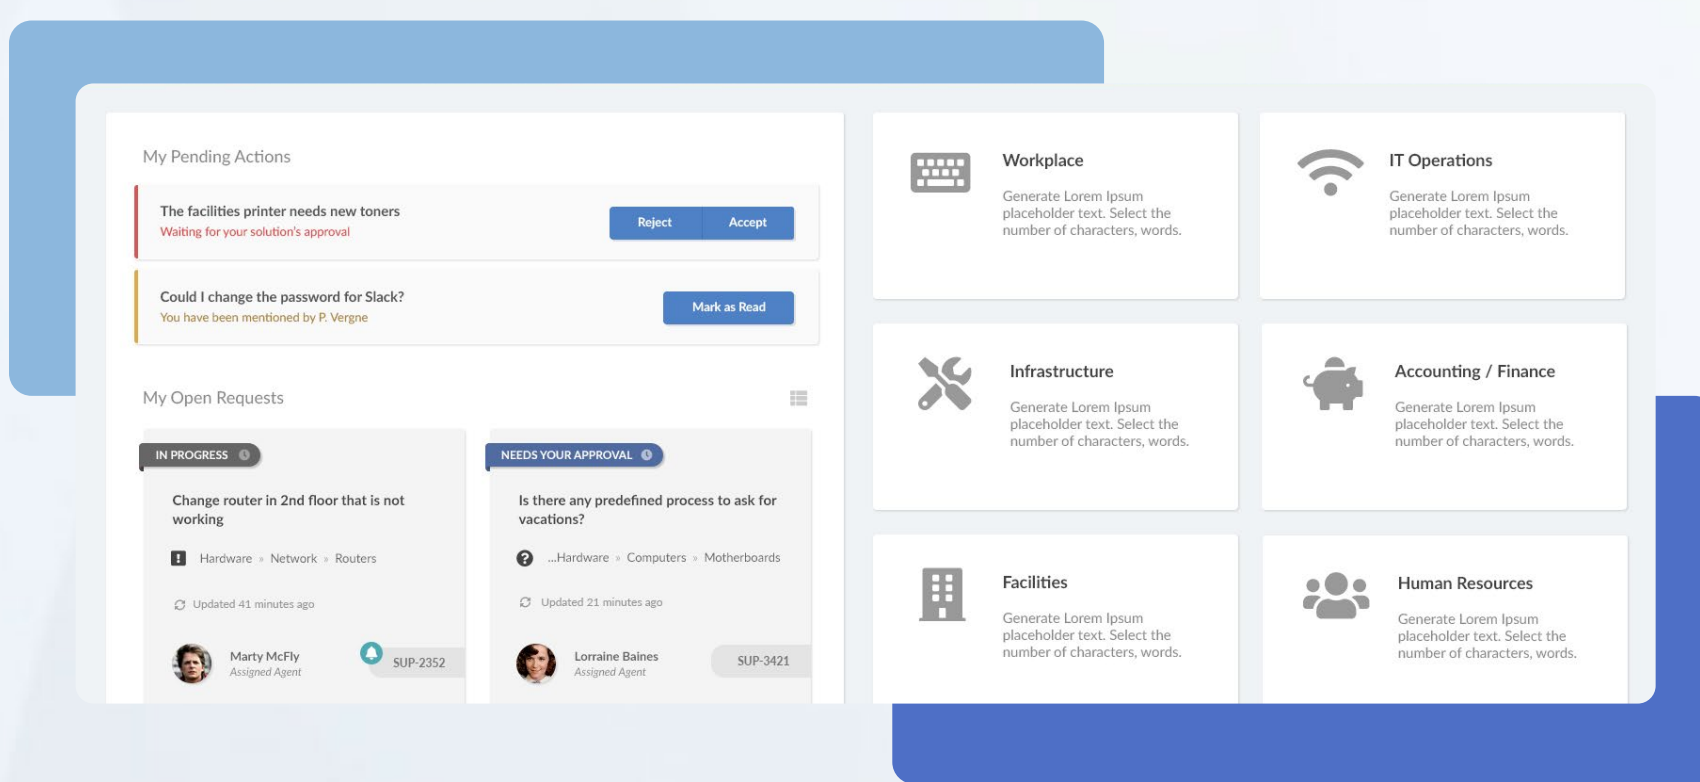 My Pending Actions
The facilities printer needs new toners
Waiting for your solution's approval
Reject
Accept
Could I change the password for Slack?
You have been mentioned by P. Vergne
Mark as Read
My Open Requests
IN PROGRESS
Change router in 2nd floor that is not
working
Hardware » Network » Routers
Updated 41 minutes ago
Marty McFly
Assigned Agent
SUP-2352
NEEDS YOUR APPROVAL
Is there any predefined process to ask for
vacations?
...Hardware » Computers » Motherboards
Updated 21 minutes ago
Lorraine Baines
Assigned Agent
SUP-3421
Workplace
Generate Lorem Ipsum
placeholder text. Select the
number of characters, words.
IT Operations
Generate Lorem Ipsum
placeholder text. Select the
number of characters, words.
Infrastructure
Generate Lorem Ipsum
placeholder text. Select the
number of characters, words.
Accounting / Finance
Generate Lorem Ipsum
placeholder text. Select the
number of characters, words.
Facilities
Generate Lorem Ipsum
placeholder text. Select the
number of characters, words.
Human Resources
Generate Lorem Ipsum
placeholder text. Select the
number of characters, words.